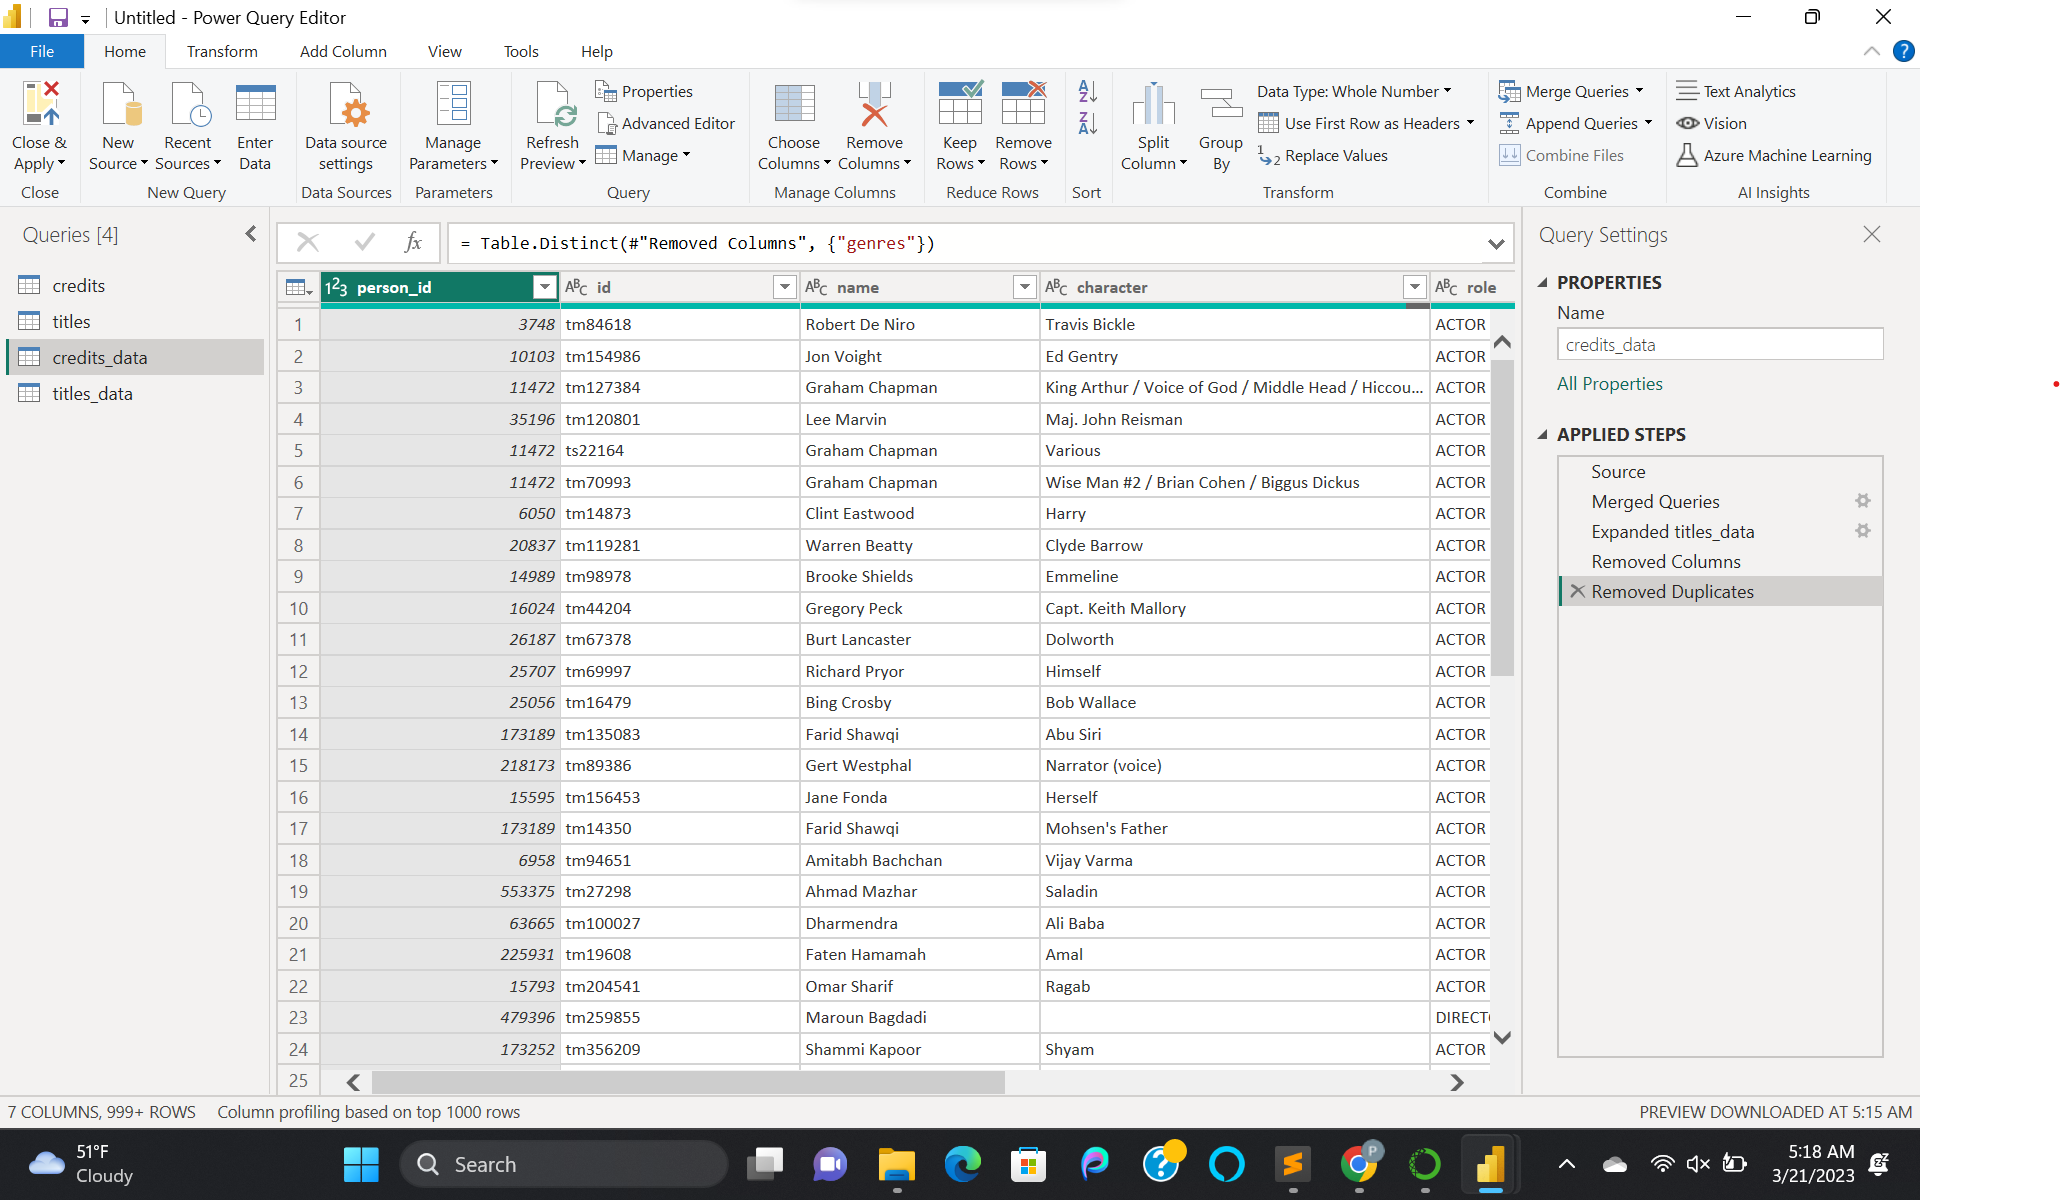 Untitled - Power Query Editor
File Home Transform Add Column View Tools Help
Close & Apply
New Source
Recent Sources
Enter Data
Data source settings
Manage Parameters
Refresh Preview
Properties
Advanced Editor
Manage
Choose Columns
Remove Columns
Keep Rows
Remove Rows
Split Column
Group By
Data Type: Whole Number
Use First Row as Headers
Replace Values
Merge Queries
Append Queries
Combine Files
Text Analytics
Vision
Azure Machine Learning
Close New Query Data Sources Parameters Query Manage Columns Reduce Rows Sort Transform Combine AI Insights
Queries [4]
credits
titles
credits_data
titles_data
fx = Table.Distinct(#"Removed Columns", {"genres"})
123 person_id ABC id ABC name ABC character ABC role
1 3748 tm84618 Robert De Niro Travis Bickle ACTOR
2 10103 tm154986 Jon Voight Ed Gentry ACTOR
3 11472 tm127384 Graham Chapman King Arthur / Voice of God / Middle Head / Hiccou... ACTOR
4 35196 tm120801 Lee Marvin Maj. John Reisman ACTOR
5 11472 ts22164 Graham Chapman Various ACTOR
6 11472 tm70993 Graham Chapman Wise Man #2 / Brian Cohen / Biggus Dickus ACTOR
7 6050 tm14873 Clint Eastwood Harry ACTOR
8 20837 tm119281 Warren Beatty Clyde Barrow ACTOR
9 14989 tm98978 Brooke Shields Emmeline ACTOR
10 16024 tm44204 Gregory Peck Capt. Keith Mallory ACTOR
11 26187 tm67378 Burt Lancaster Dolworth ACTOR
12 25707 tm69997 Richard Pryor Himself ACTOR
13 25056 tm16479 Bing Crosby Bob Wallace ACTOR
14 173189 tm135083 Farid Shawqi Abu Siri ACTOR
15 218173 tm89386 Gert Westphal Narrator (voice) ACTOR
16 15595 tm156453 Jane Fonda Herself ACTOR
17 173189 tm14350 Farid Shawqi Mohsen's Father ACTOR
18 6958 tm94651 Amitabh Bachchan Vijay Varma ACTOR
19 553375 tm27298 Ahmad Mazhar Saladin ACTOR
20 63665 tm100027 Dharmendra Ali Baba ACTOR
21 225931 tm19608 Faten Hamamah Amal ACTOR
22 15793 tm204541 Omar Sharif Ragab ACTOR
23 479396 tm259855 Maroun Bagdadi DIRECT
24 173252 tm356209 Shammi Kapoor Shyam ACTOR
25
Query Settings
PROPERTIES
Name
credits_data
All Properties
APPLIED STEPS
Source
Merged Queries
Expanded titles_data
Removed Columns
Removed Duplicates
7 COLUMNS, 999+ ROWS Column profiling based on top 1000 rows
PREVIEW DOWNLOADED AT 5:15 AM
51°F
Cloudy
Search
5:18 AM
3/21/2023